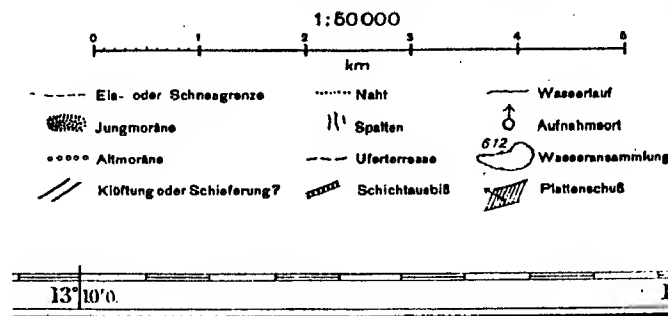 1:50000
0 1 2 3 4 5
km
Eis- oder Schneegrenze
Naht
Wasserlauf
Jungmoräne
Spalten
Aufnahmeort
Altmoräne
Uferterrasse
612
Wasseransammlung
Klüftung oder Schieferung?
Schichtausbiß
Plattenschuß
13° 10'0.